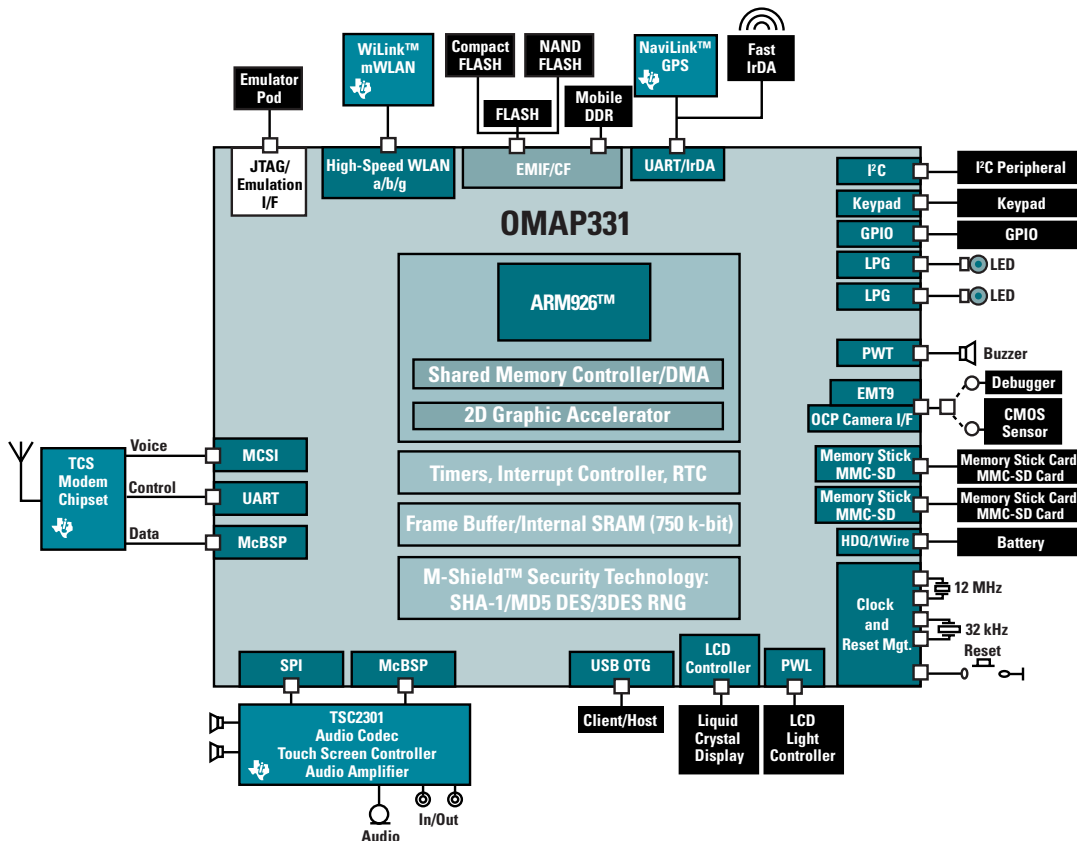 WiLink™
mWLAN
Compact
FLASH
NAND
FLASH
NaviLink™
GPS
Fast
IrDA
Emulator
Pod
FLASH
Mobile
DDR
JTAG/
Emulation
I/F
High-Speed WLAN
a/b/g
EMIF/CF
UART/IrDA
OMAP331
I²C
I²C Peripheral
Keypad
Keypad
GPIO
GPIO
LPG
LED
LPG
LED
ARM926™
Shared Memory Controller/DMA
2D Graphic Accelerator
PWT
Buzzer
EMT9
OCP Camera I/F
Debugger
CMOS
Sensor
TCS
Modem
Chipset
Voice
Control
Data
MCSI
UART
McBSP
Timers, Interrupt Controller, RTC
Frame Buffer/Internal SRAM (750 k-bit)
M-Shield™ Security Technology:
SHA-1/MD5 DES/3DES RNG
Memory Stick
MMC-SD
Memory Stick Card
MMC-SD Card
Memory Stick
MMC-SD
Memory Stick Card
MMC-SD Card
HDQ/1Wire
Battery
Clock
and
Reset Mgt.
12 MHz
32 kHz
Reset
SPI
McBSP
USB OTG
LCD
Controller
PWL
TSC2301
Audio Codec
Touch Screen Controller
Audio Amplifier
Client/Host
Liquid
Crystal
Display
LCD
Light
Controller
In/Out
Audio